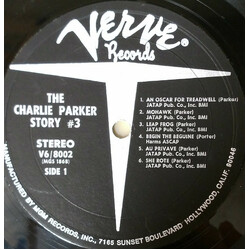 Verve
Records
THE
CHARLIE PARKER
STORY #3
STEREO
V6/8002
(MGS 1868)
SIDE 1
1. AN OSCAR FOR TREADWELL (Parker)
JATAP Pub. Co., Inc. BMI
2. MOHAWK (Parker)
JATAP Pub. Co., Inc. BMI
3. LEAP FROG (Parker)
JATAP Pub. Co., Inc. BMI
4. BEGIN THE BEGUINE (Porter)
Harms ASCAP
5. AU PRIVAVE (Parker)
JATAP Pub. Co., Inc. BMI
6. SHE ROTE (Parker)
JATAP Pub. Co., Inc. BMI
MANUFACTURED BY MGM RECORDS, INC., 7165 SUNSET BOULEVARD HOLLYWOOD, CALIF. 90046